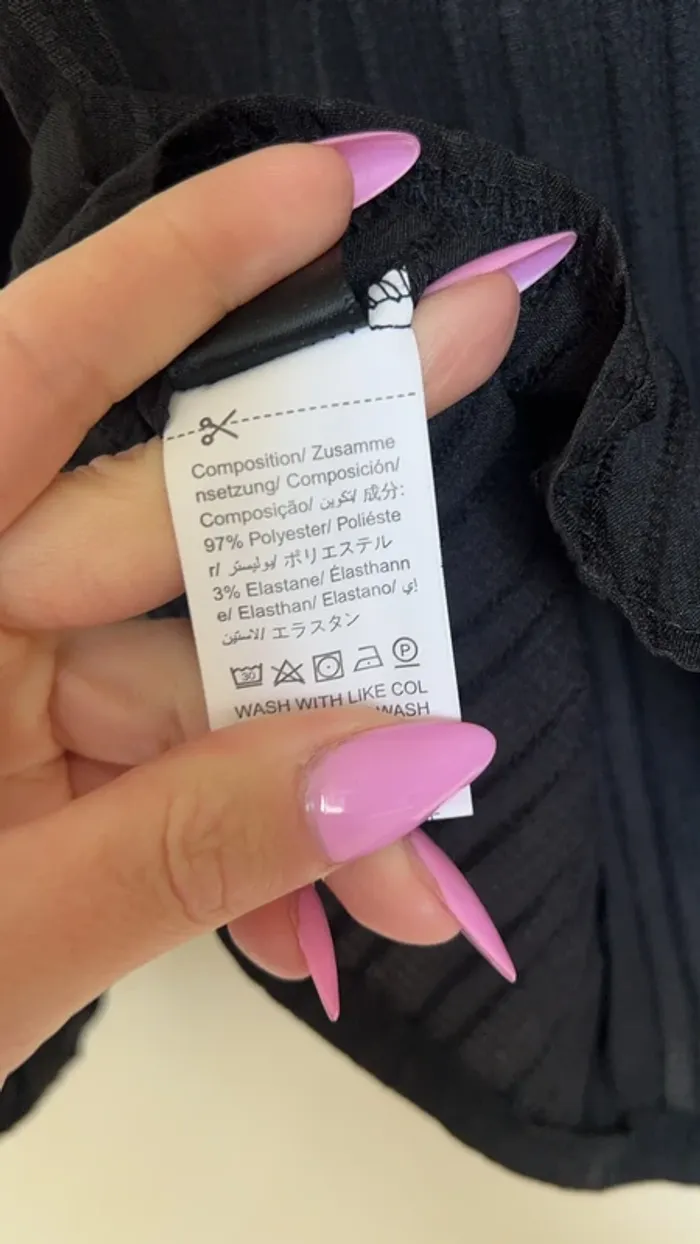 Composition/ Zusamme
nsetzung/ Composición/
Composição/ تكوين/ 成分:
97% Polyester/ Poliéste
r/ بوليستر/ ポリエステル
3% Elastane/ Élasthann
e/ Elasthan/ Elastano/ إي
لاستين/ エラスタン
30 P
WASH WITH LIKE COL
WASH